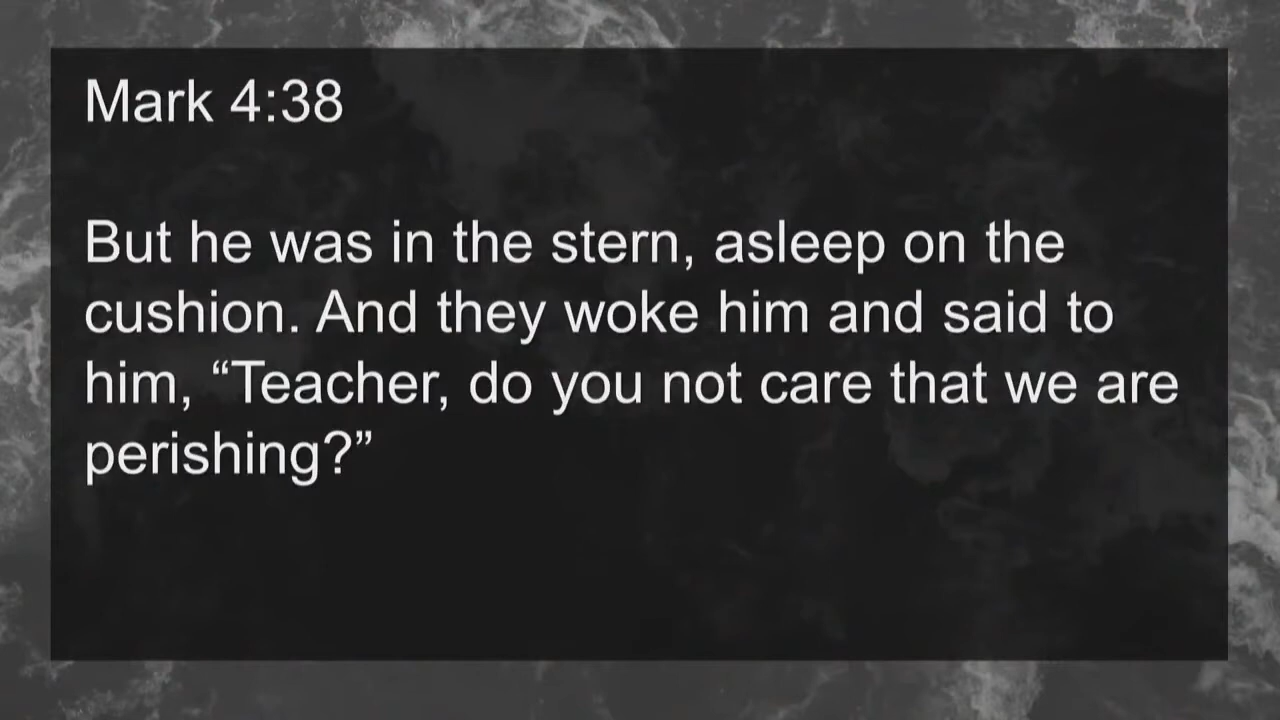 Mark 4:38
But he was in the stern, asleep on the
cushion. And they woke him and said to
him, “Teacher, do you not care that we are
perishing?”